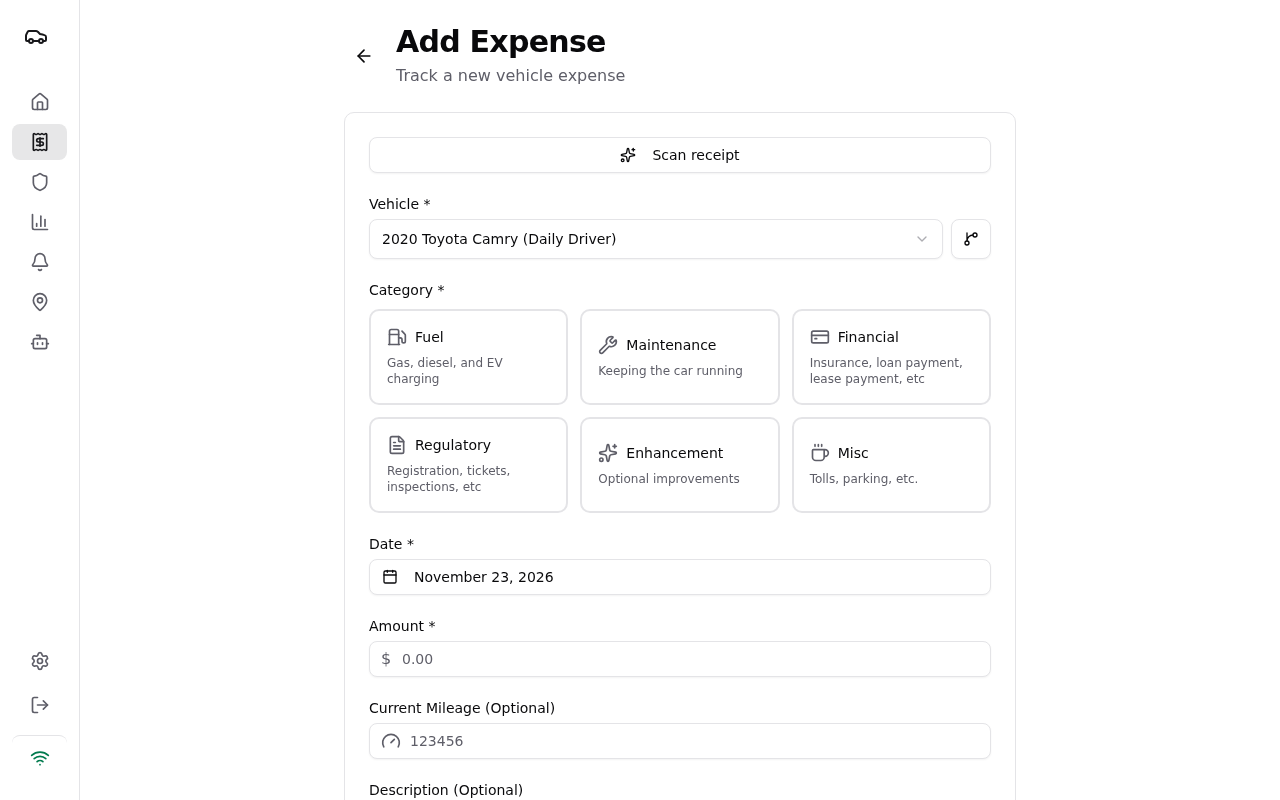 Add Expense
Track a new vehicle expense
Scan receipt
Vehicle *
2020 Toyota Camry (Daily Driver)
Category *
Fuel
Gas, diesel, and EV
charging
Maintenance
Keeping the car running
Financial
Insurance, loan payment,
lease payment, etc
Regulatory
Registration, tickets,
inspections, etc
Enhancement
Optional improvements
Misc
Tolls, parking, etc.
Date *
November 23, 2026
Amount *
$ 0.00
Current Mileage (Optional)
123456
Description (Optional)